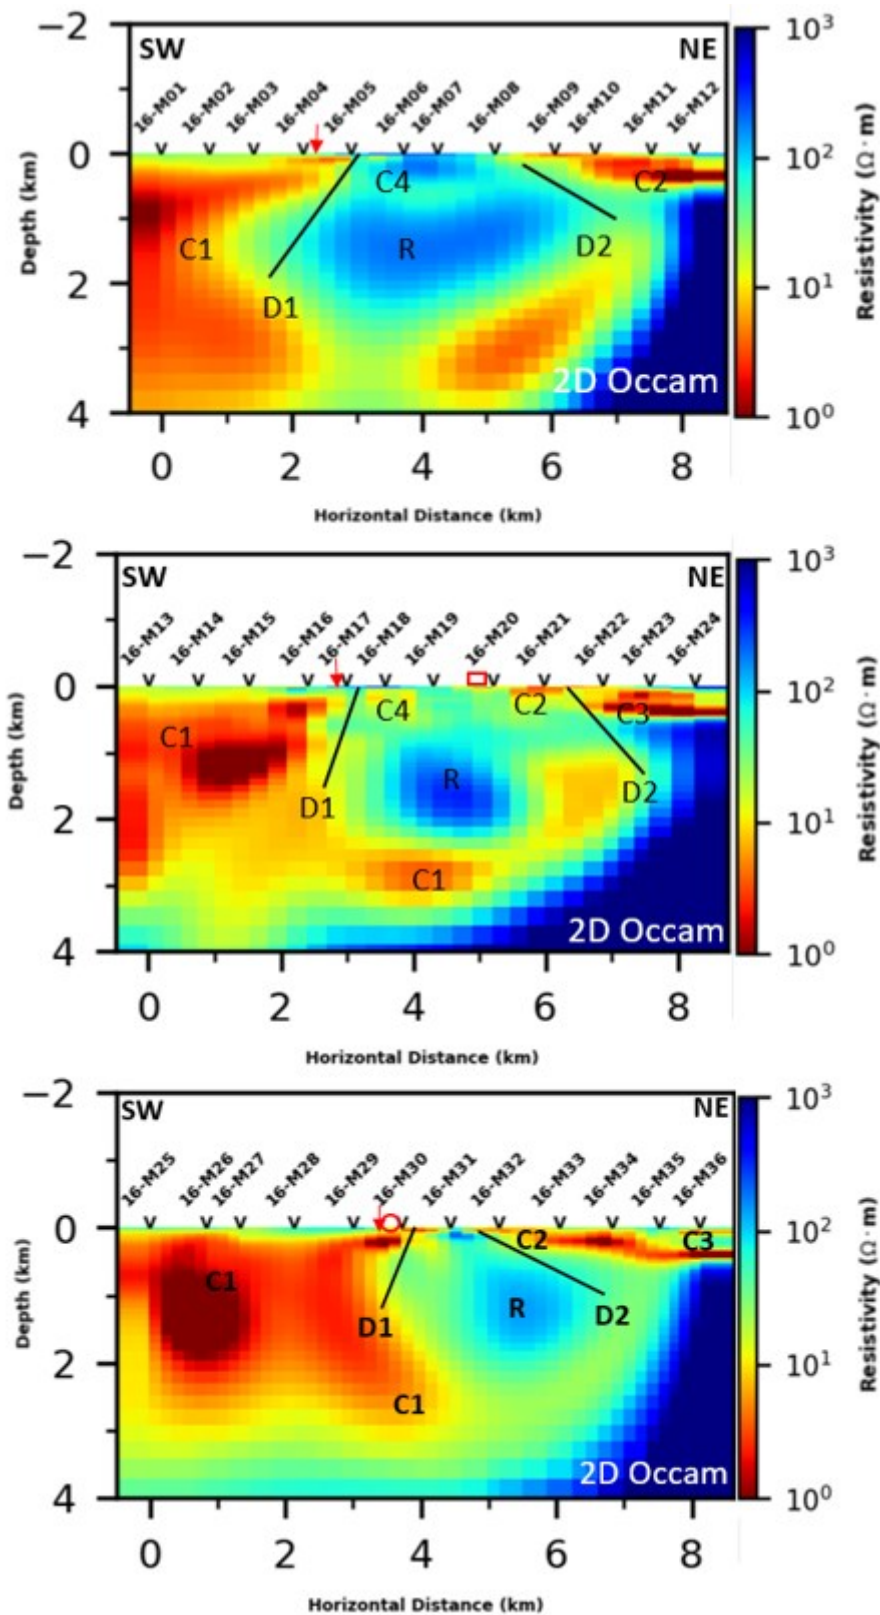 −2
SW NE
16-M01 16-M02 16-M03 16-M04 16-M05 16-M06 16-M07 16-M08 16-M09 16-M10 16-M11 16-M12
0
C4 C2
C1 R D2
2
D1
2D Occam
4
0 2 4 6 8
Depth (km)
Horizontal Distance (km)
10³
10²
10¹
10⁰
Resistivity (Ω·m)
−2
SW NE
16-M13 16-M14 16-M15 16-M16 16-M17 16-M18 16-M19 16-M20 16-M21 16-M22 16-M23 16-M24
0
C1 C4 C2 C3
R
D1 D2
2
C1
2D Occam
4
0 2 4 6 8
Depth (km)
Horizontal Distance (km)
10³
10²
10¹
10⁰
Resistivity (Ω·m)
−2
SW NE
16-M25 16-M26 16-M27 16-M28 16-M29 16-M30 16-M31 16-M32 16-M33 16-M34 16-M35 16-M36
0
C2 C3
C1
D1 R D2
2
C1
2D Occam
4
0 2 4 6 8
Depth (km)
Horizontal Distance (km)
10³
10²
10¹
10⁰
Resistivity (Ω·m)